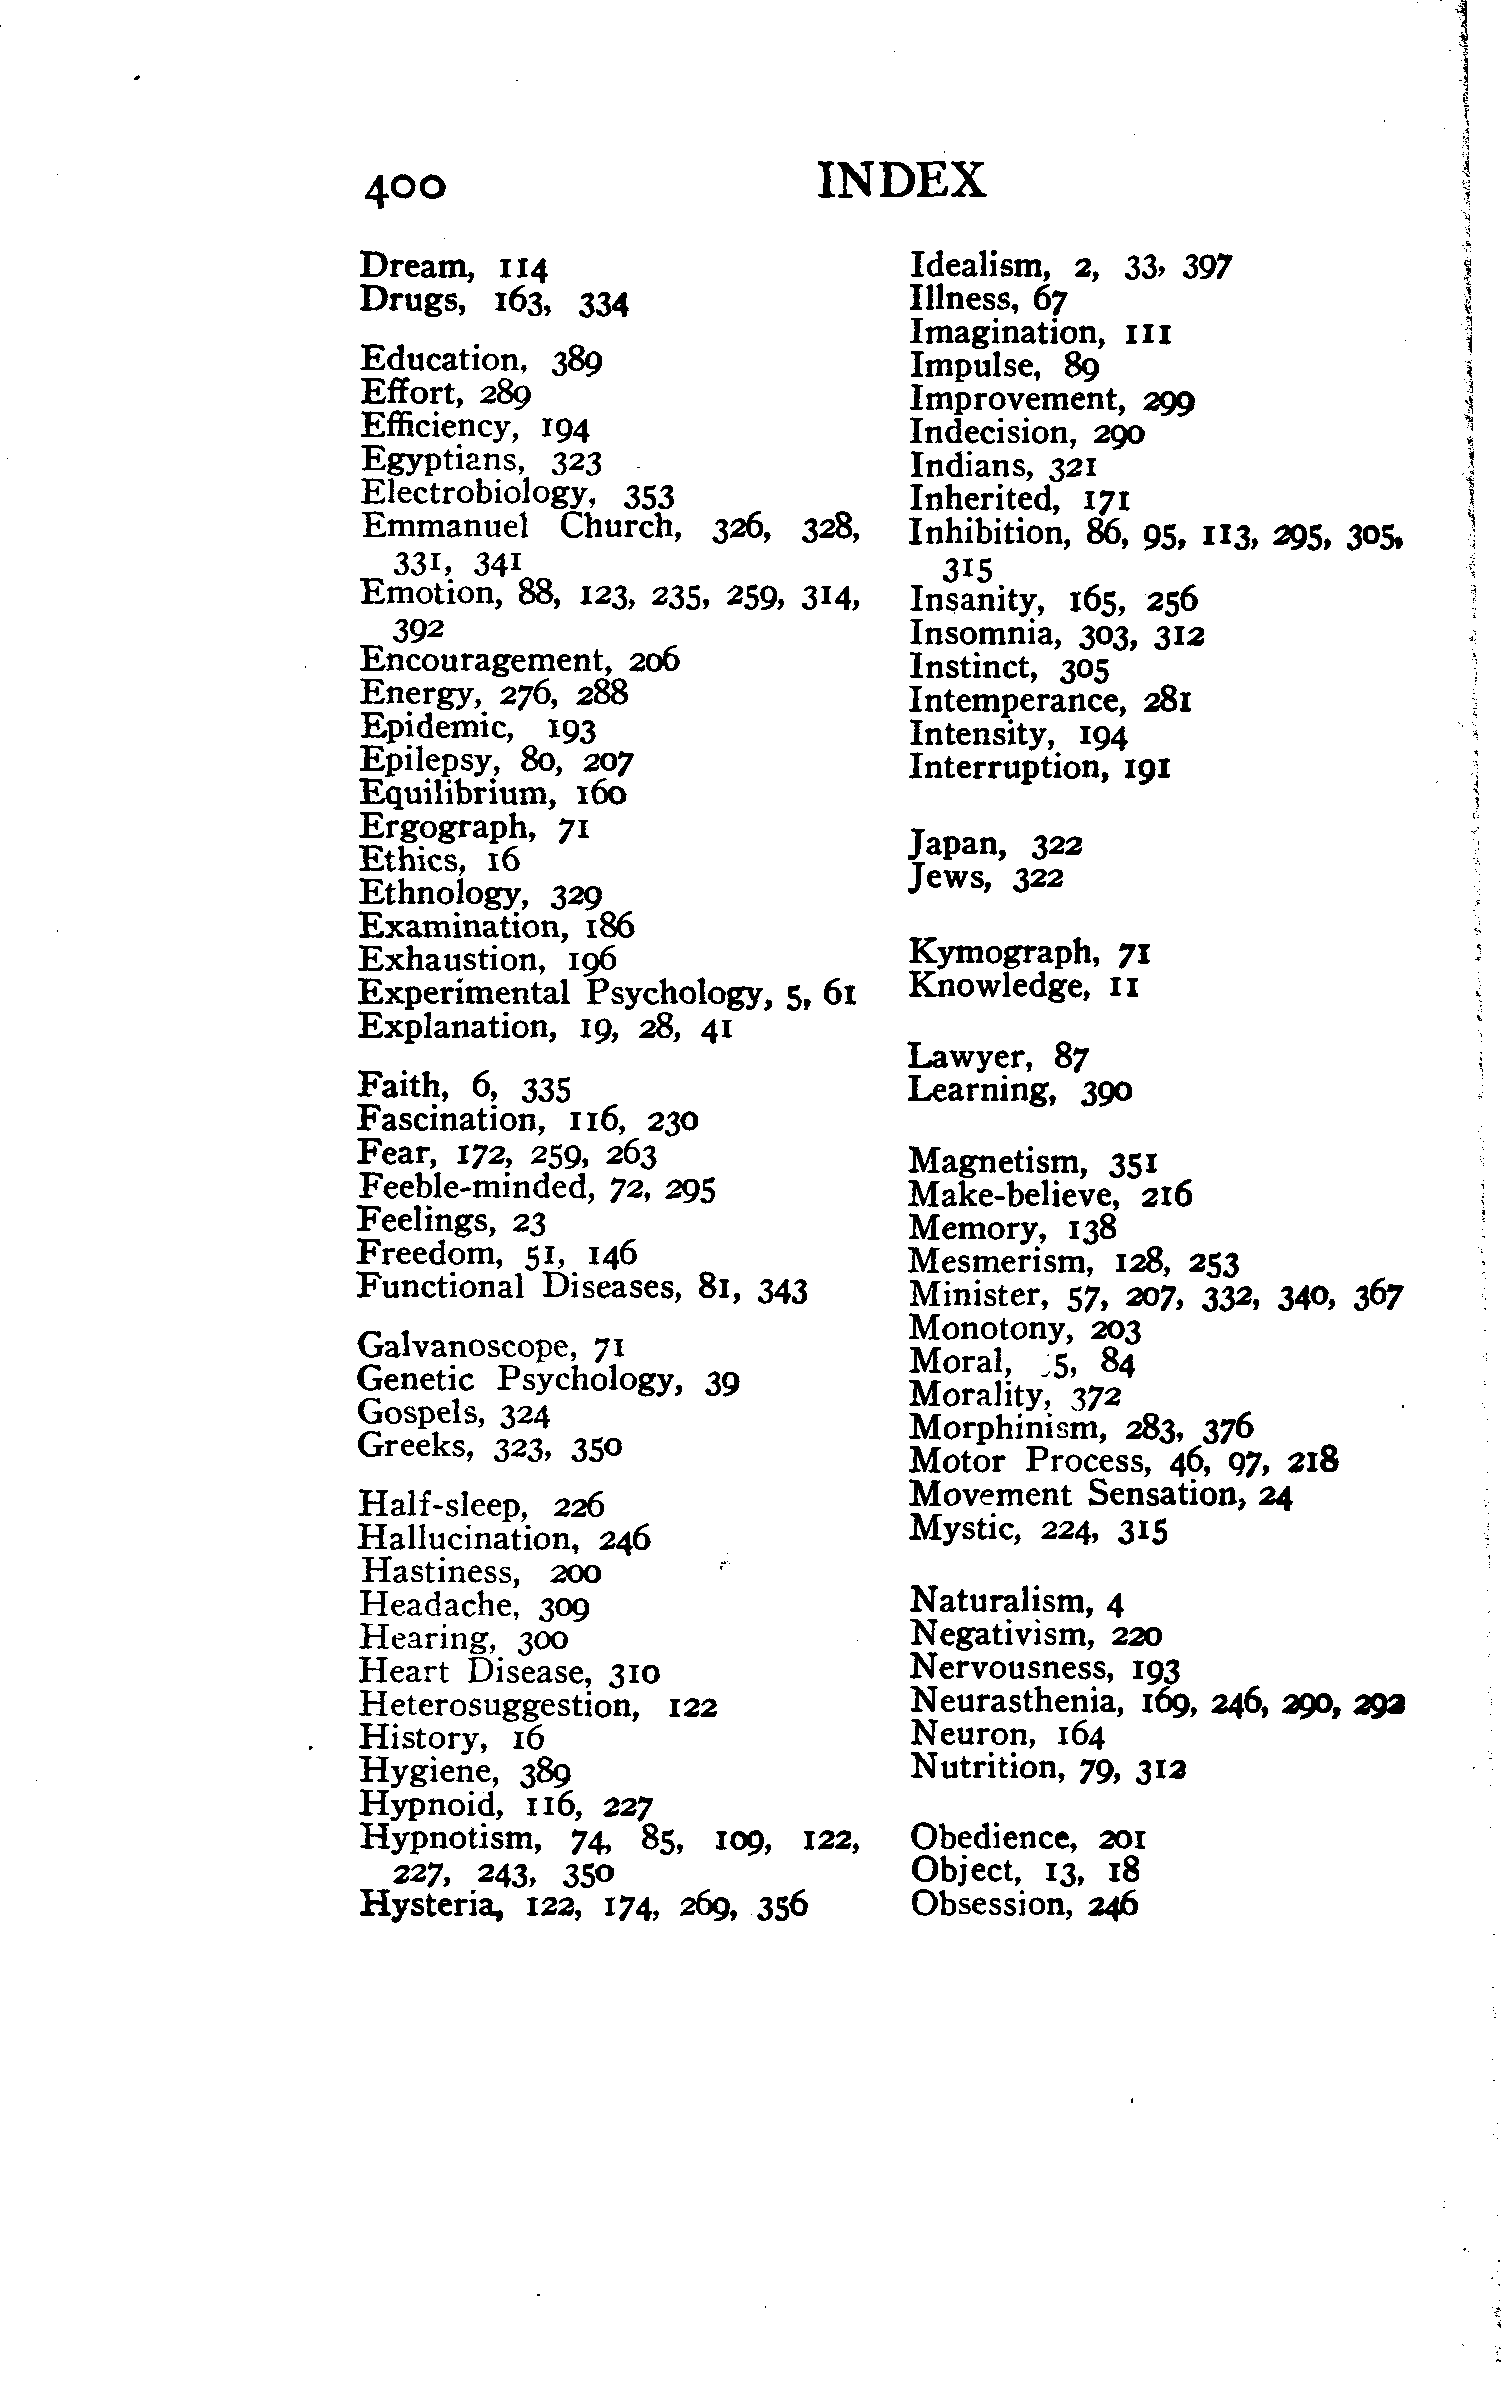 400 INDEX
Dream, 114
Drugs, 163, 334
Education, 389
Effort, 289
Efficiency, 194
Egyptians, 323
Electrobiology, 353
Emmanuel Church, 326, 328,
331, 341
Emotion, 88, 123, 235, 259, 314,
392
Encouragement, 206
Energy, 276, 288
Epidemic, 193
Epilepsy, 80, 207
Equilibrium, 160
Ergograph, 71
Ethics, 16
Ethnology, 329
Examination, 186
Exhaustion, 196
Experimental Psychology, 5, 61
Explanation, 19, 28, 41
Faith, 6, 335
Fascination, 116, 230
Fear, 172, 259, 263
Feeble-minded, 72, 295
Feelings, 23
Freedom, 51, 146
Functional Diseases, 81, 343
Galvanoscope, 71
Genetic Psychology, 39
Gospels, 324
Greeks, 323, 350
Half-sleep, 226
Hallucination, 246
Hastiness, 200
Headache, 309
Hearing, 300
Heart Disease, 310
Heterosuggestion, 122
History, 16
Hygiene, 389
Hypnoid, 116, 227
Hypnotism, 74, 85, 109, 122,
227, 243, 350
Hysteria, 122, 174, 269, 356
Idealism, 2, 33, 397
Illness, 67
Imagination, 111
Impulse, 89
Improvement, 299
Indecision, 290
Indians, 321
Inherited, 171
Inhibition, 86, 95, 113, 295, 305,
315
Insanity, 165, 256
Insomnia, 303, 312
Instinct, 305
Intemperance, 281
Intensity, 194
Interruption, 191
Japan, 322
Jews, 322
Kymograph, 71
Knowledge, 11
Lawyer, 87
Learning, 390
Magnetism, 351
Make-believe, 216
Memory, 138
Mesmerism, 128, 253
Minister, 57, 207, 332, 340, 367
Monotony, 203
Moral, 84
Morality, 372
Morphinism, 283, 376
Motor Process, 46, 97, 218
Movement Sensation, 24
Mystic, 224, 315
Naturalism, 4
Negativism, 220
Nervousness, 193
Neurasthenia, 169, 246, 290, 292
Neuron, 164
Nutrition, 79, 312
Obedience, 201
Object, 13, 18
Obsession, 246